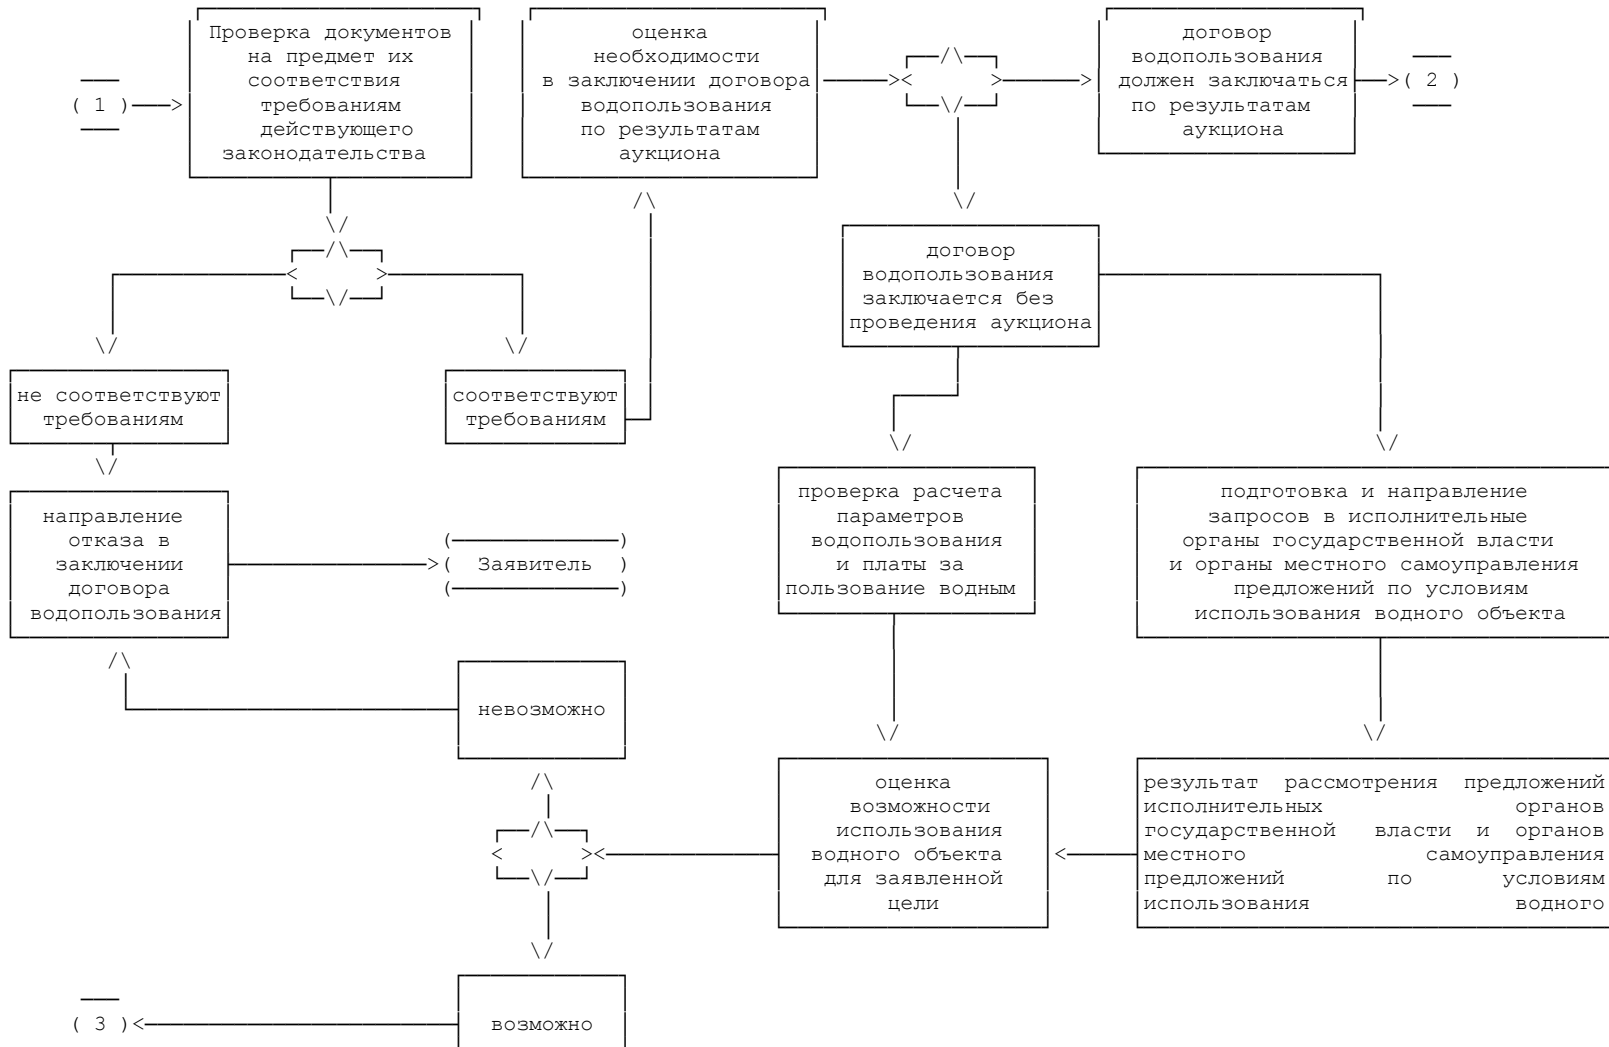 Проверка документов
на предмет их
соответствия
требованиям
действующего
законодательства
оценка
необходимости
в заключении договора
водопользования
по результатам
аукциона
договор
водопользования
должен заключаться
по результатам
аукциона
( 1 )
( 2 )
договор
водопользования
заключается без
проведения аукциона
не соответствуют
требованиям
соответствуют
требованиям
направление
отказа в
заключении
договора
водопользования
( Заявитель )
проверка расчета
параметров
водопользования
и платы за
пользование водным
подготовка и направление
запросов в исполнительные
органы государственной власти
и органы местного самоуправления
предложений по условиям
использования водного объекта
невозможно
оценка
возможности
использования
водного объекта
для заявленной
цели
результат рассмотрения предложений
исполнительных органов
государственной власти и органов
местного самоуправления
предложений по условиям
использования водного
возможно
( 3 )